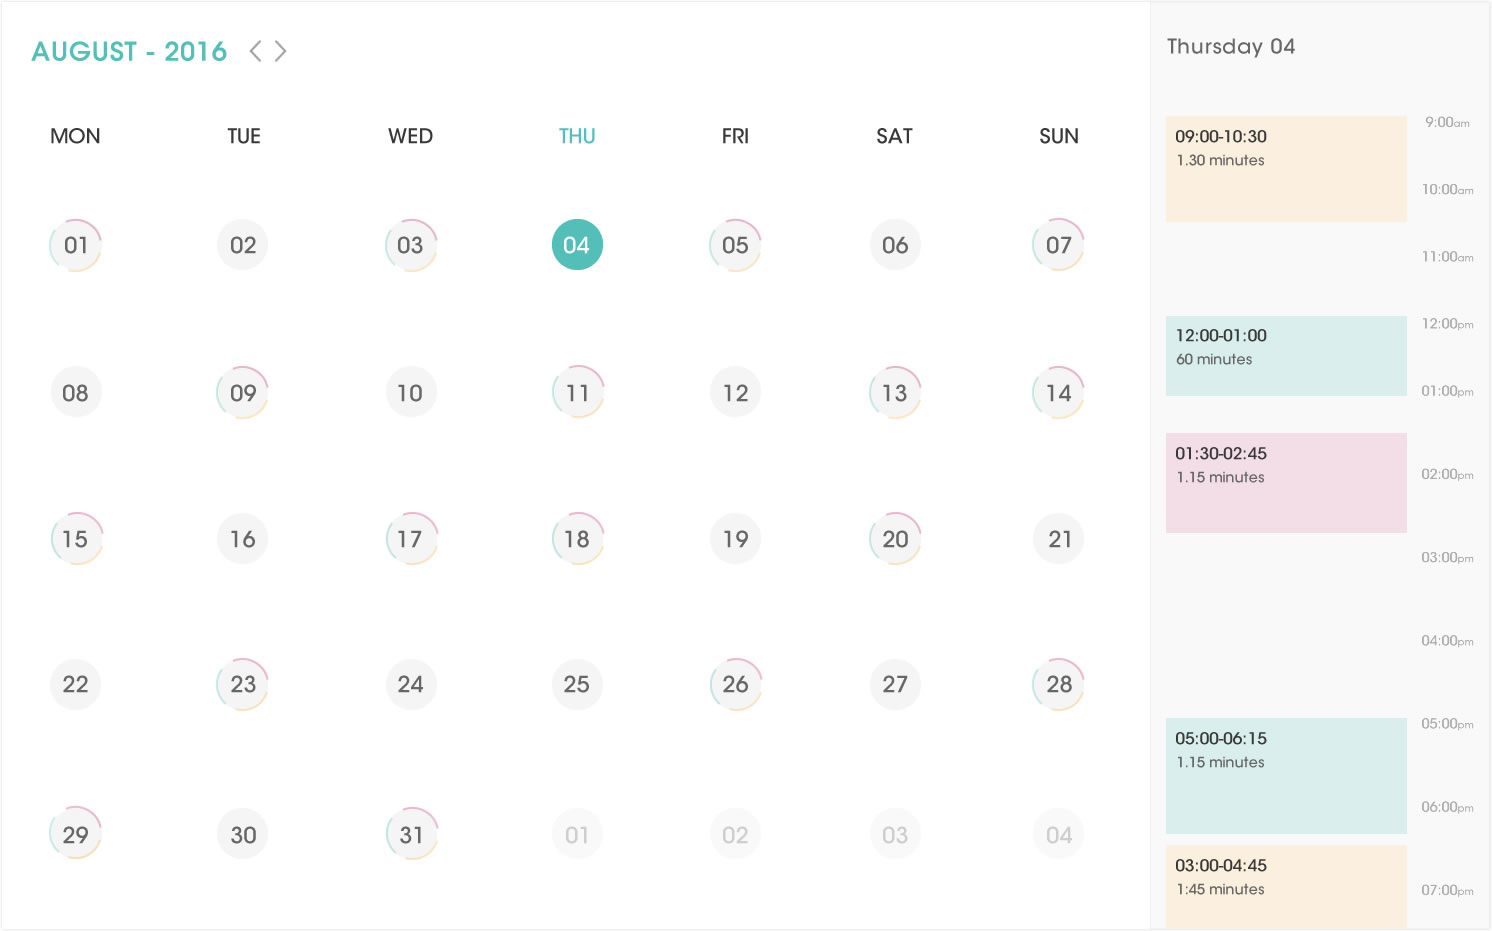 AUGUST - 2016
MON TUE WED THU FRI SAT SUN
01 02 03 04 05 06 07
08 09 10 11 12 13 14
15 16 17 18 19 20 21
22 23 24 25 26 27 28
29 30 31 01 02 03 04
Thursday 04
9:00am
09:00-10:30
1.30 minutes
10:00am
11:00am
12:00pm
12:00-01:00
60 minutes
01:00pm
01:30-02:45
1.15 minutes
02:00pm
03:00pm
04:00pm
05:00pm
05:00-06:15
1.15 minutes
06:00pm
03:00-04:45
1:45 minutes
07:00pm